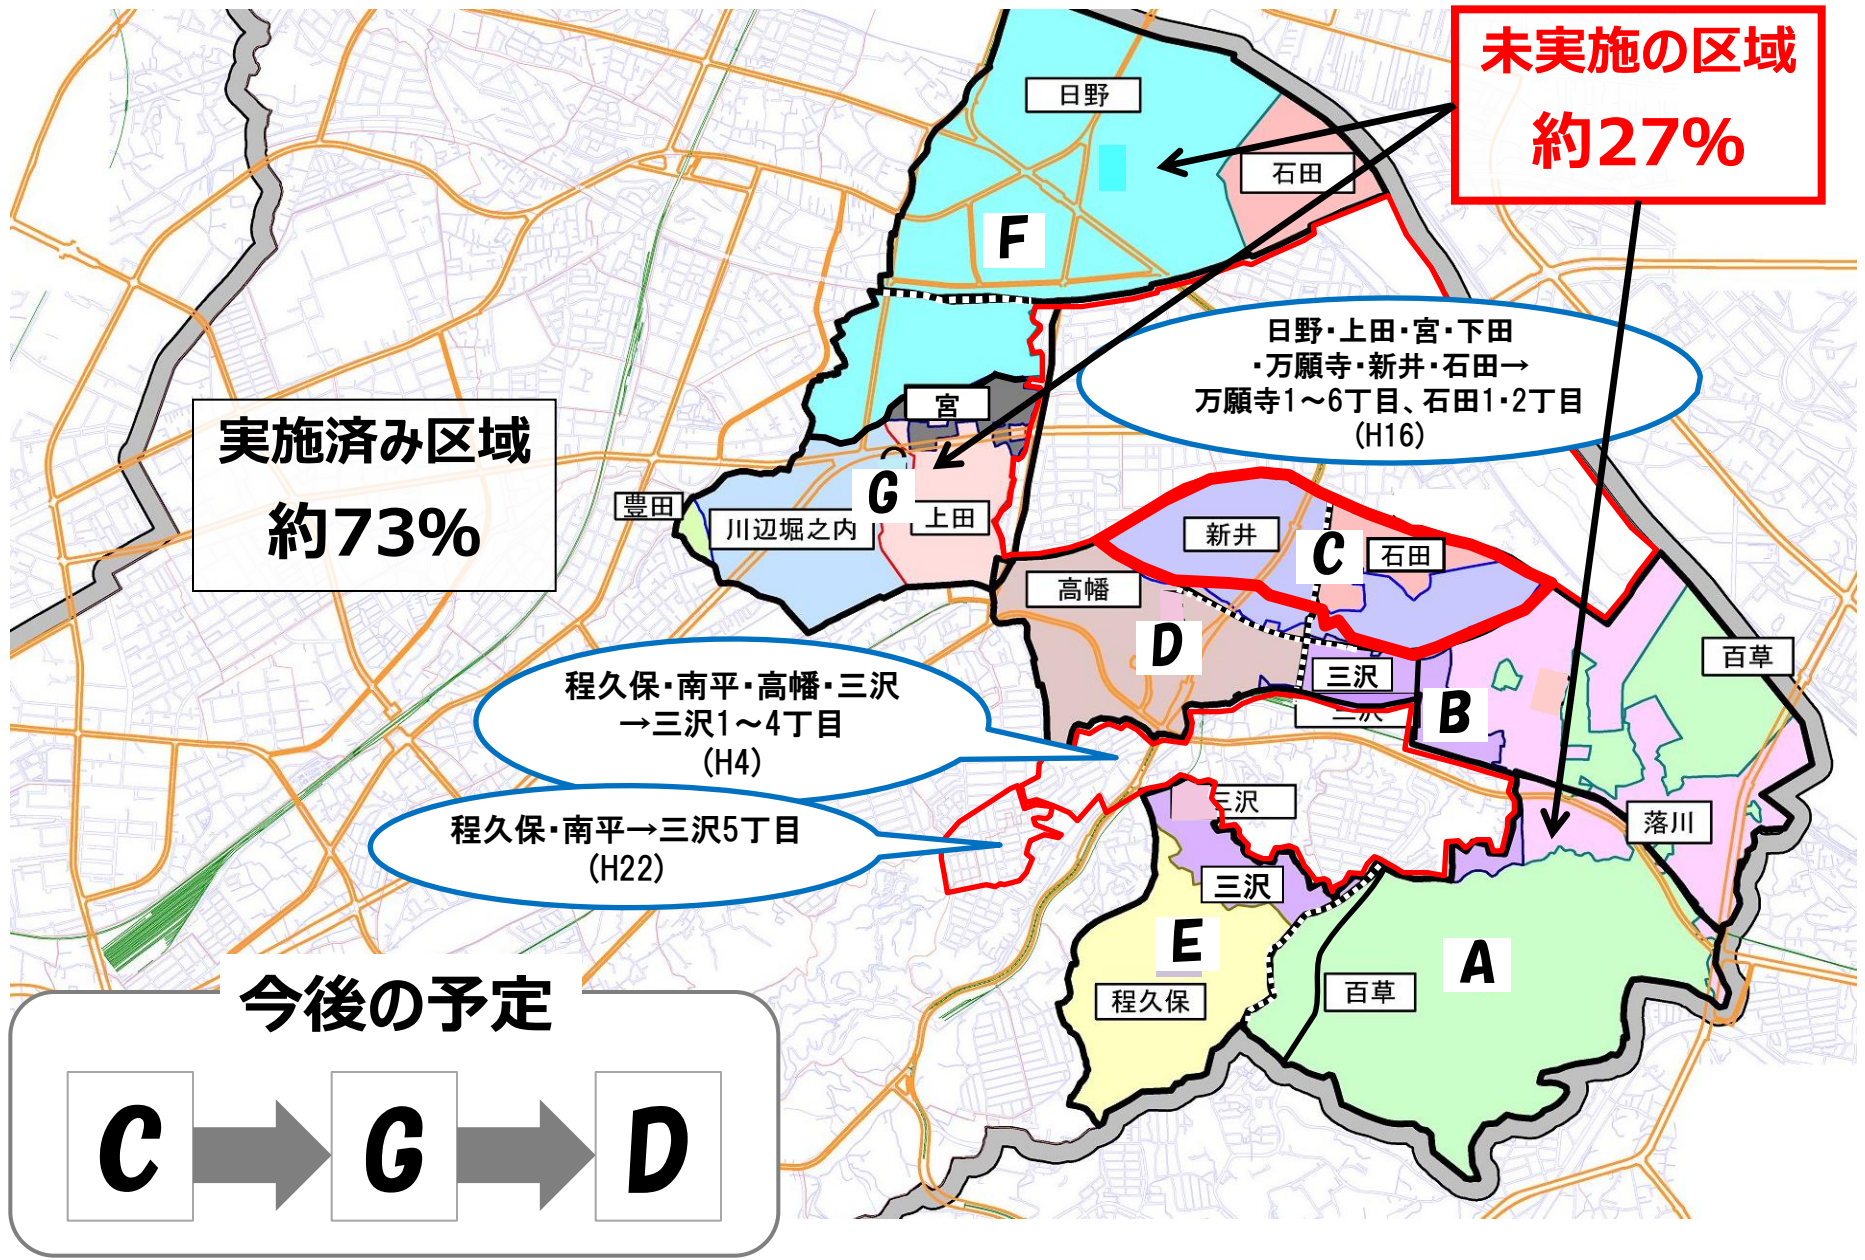 未実施の区域
約27%
日野
石田
F
日野・上田・宮・下田
・万願寺・新井・石田→
万願寺1～6丁目、石田1・2丁目
(H16)
実施済み区域
約73%
宮
G
豊田
川辺堀之内
上田
新井
C
石田
高幡
D
三沢
百草
B
三沢
程久保・南平・高幡・三沢
→三沢1～4丁目
(H4)
程久保・南平→三沢5丁目
(H22)
三沢
落川
三沢
E
A
程久保
百草
今後の予定
C
G
D